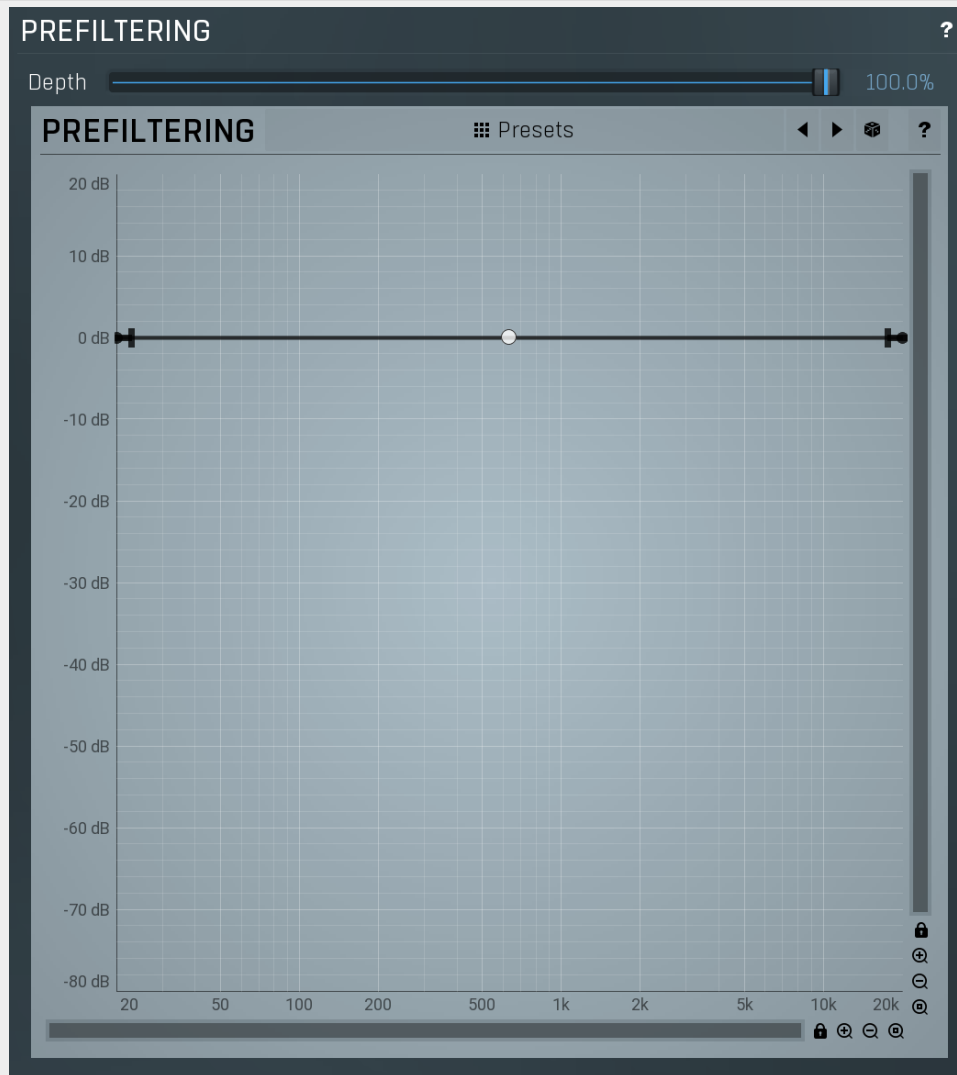 PREFILTERING ?
Depth 100.0%
PREFILTERING Presets ?
20 dB
10 dB
0 dB
-10 dB
-20 dB
-30 dB
-40 dB
-50 dB
-60 dB
-70 dB
-80 dB
20 50 100 200 500 1k 2k 5k 10k 20k